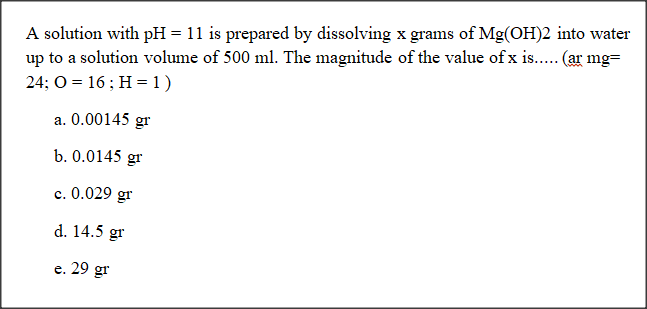 A solution with pH = 11 is prepared by dissolving x grams of Mg(OH)2 into water
up to a solution volume of 500 ml. The magnitude of the value of x is..... (ar mg=
24; O = 16 ; H = 1 )
a. 0.00145 gr
b. 0.0145 gr
c. 0.029 gr
d. 14.5 gr
e. 29 gr